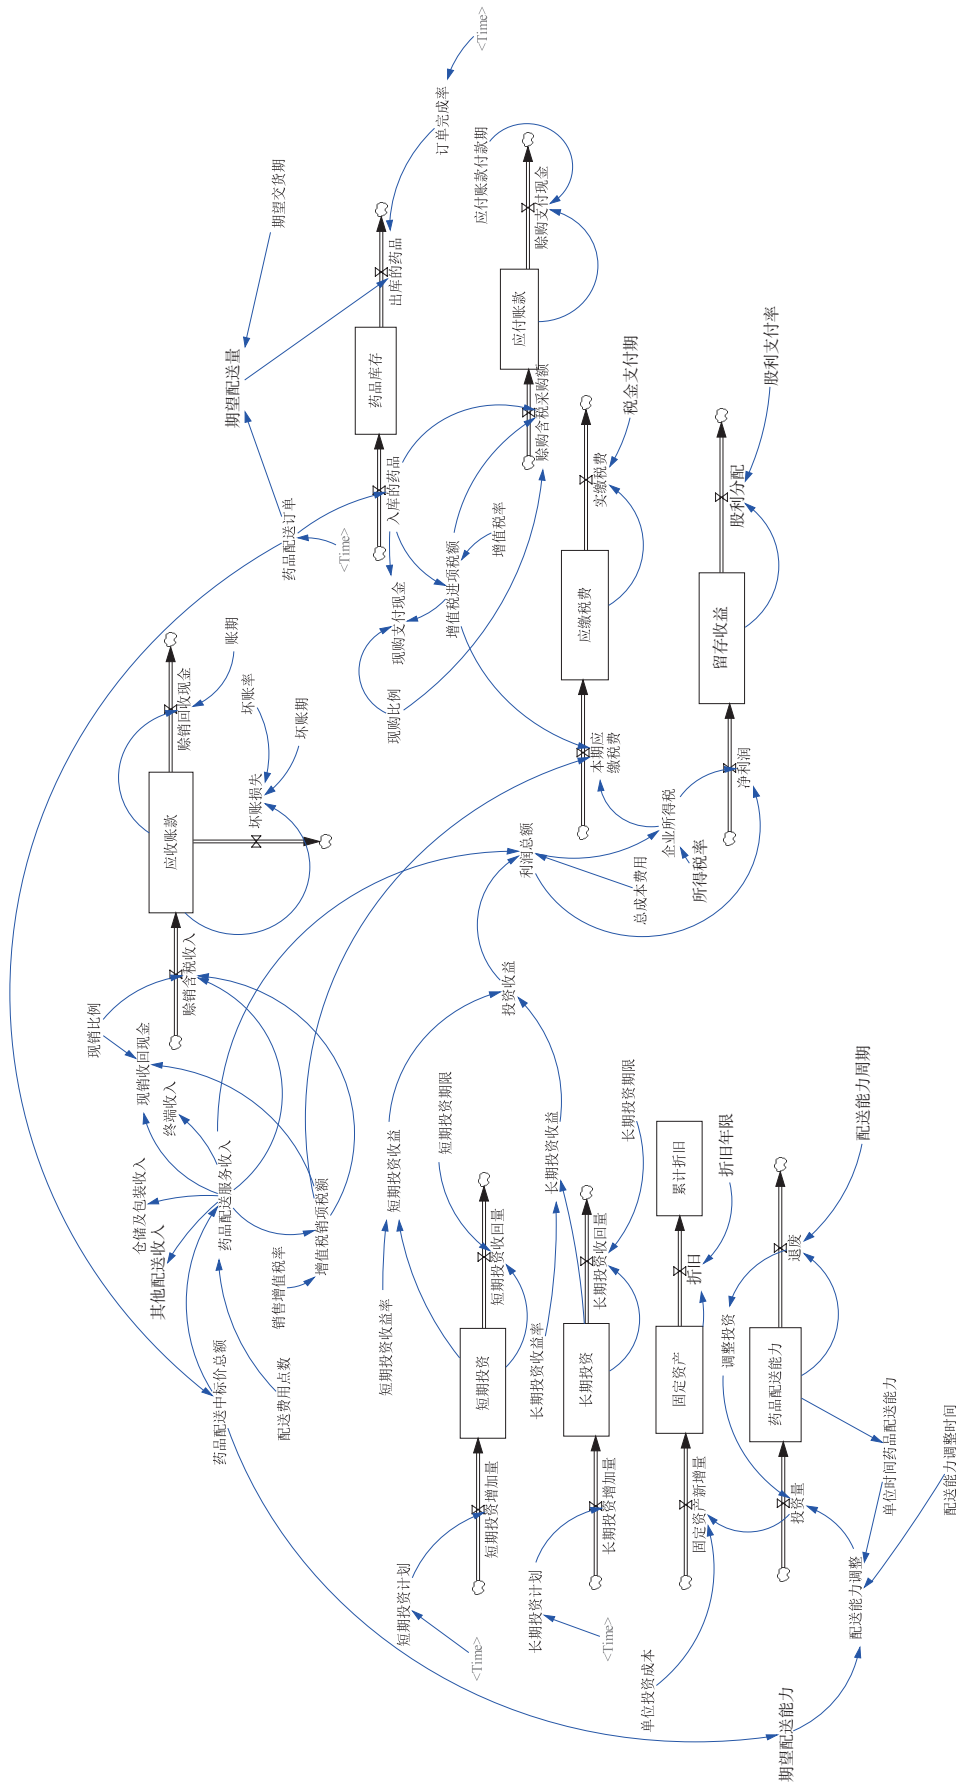 <Time>
订单完成率
期望交货期
应付账款付款期
出库的药品
赊购支付现金
期望配送量
药品库存
应付账款
股利支付率
税金支付期
赊购含税采购额
入库的药品
实缴税费
股利分配
药品配送订单
<Time>
增值税率
增值税进项税额
现购支付现金
应缴税费
留存收益
账期
赊销回收现金
坏账率
坏账期
现购比例
本期应
缴税费
净利润
坏账损失
应收账款
利润总额
企业所得税
所得税率
总成本费用
赊销含税收入
投资收益
现销比例
现销收回现金
终端收入
仓储及包装收入
其他配送收入
药品配送服务收入
增值税销项税额
销售增值税率
短期投资收益
短期投资期限
长期投资收益
长期投资期限
累计折旧
折旧年限
配送能力周期
短期投资收回量
长期投资收回量
折旧
退废
短期投资收益率
长期投资收益率
调整投资
药品配送中标价总额
配送费用点数
短期投资
长期投资
固定资产
药品配送能力
单位时间药品配送能力
配送能力调整时间
短期投资增加量
长期投资增加量
固定资产新增量
投资量
短期投资计划
长期投资计划
配送能力调整
<Time>
<Time>
单位投资成本
期望配送能力